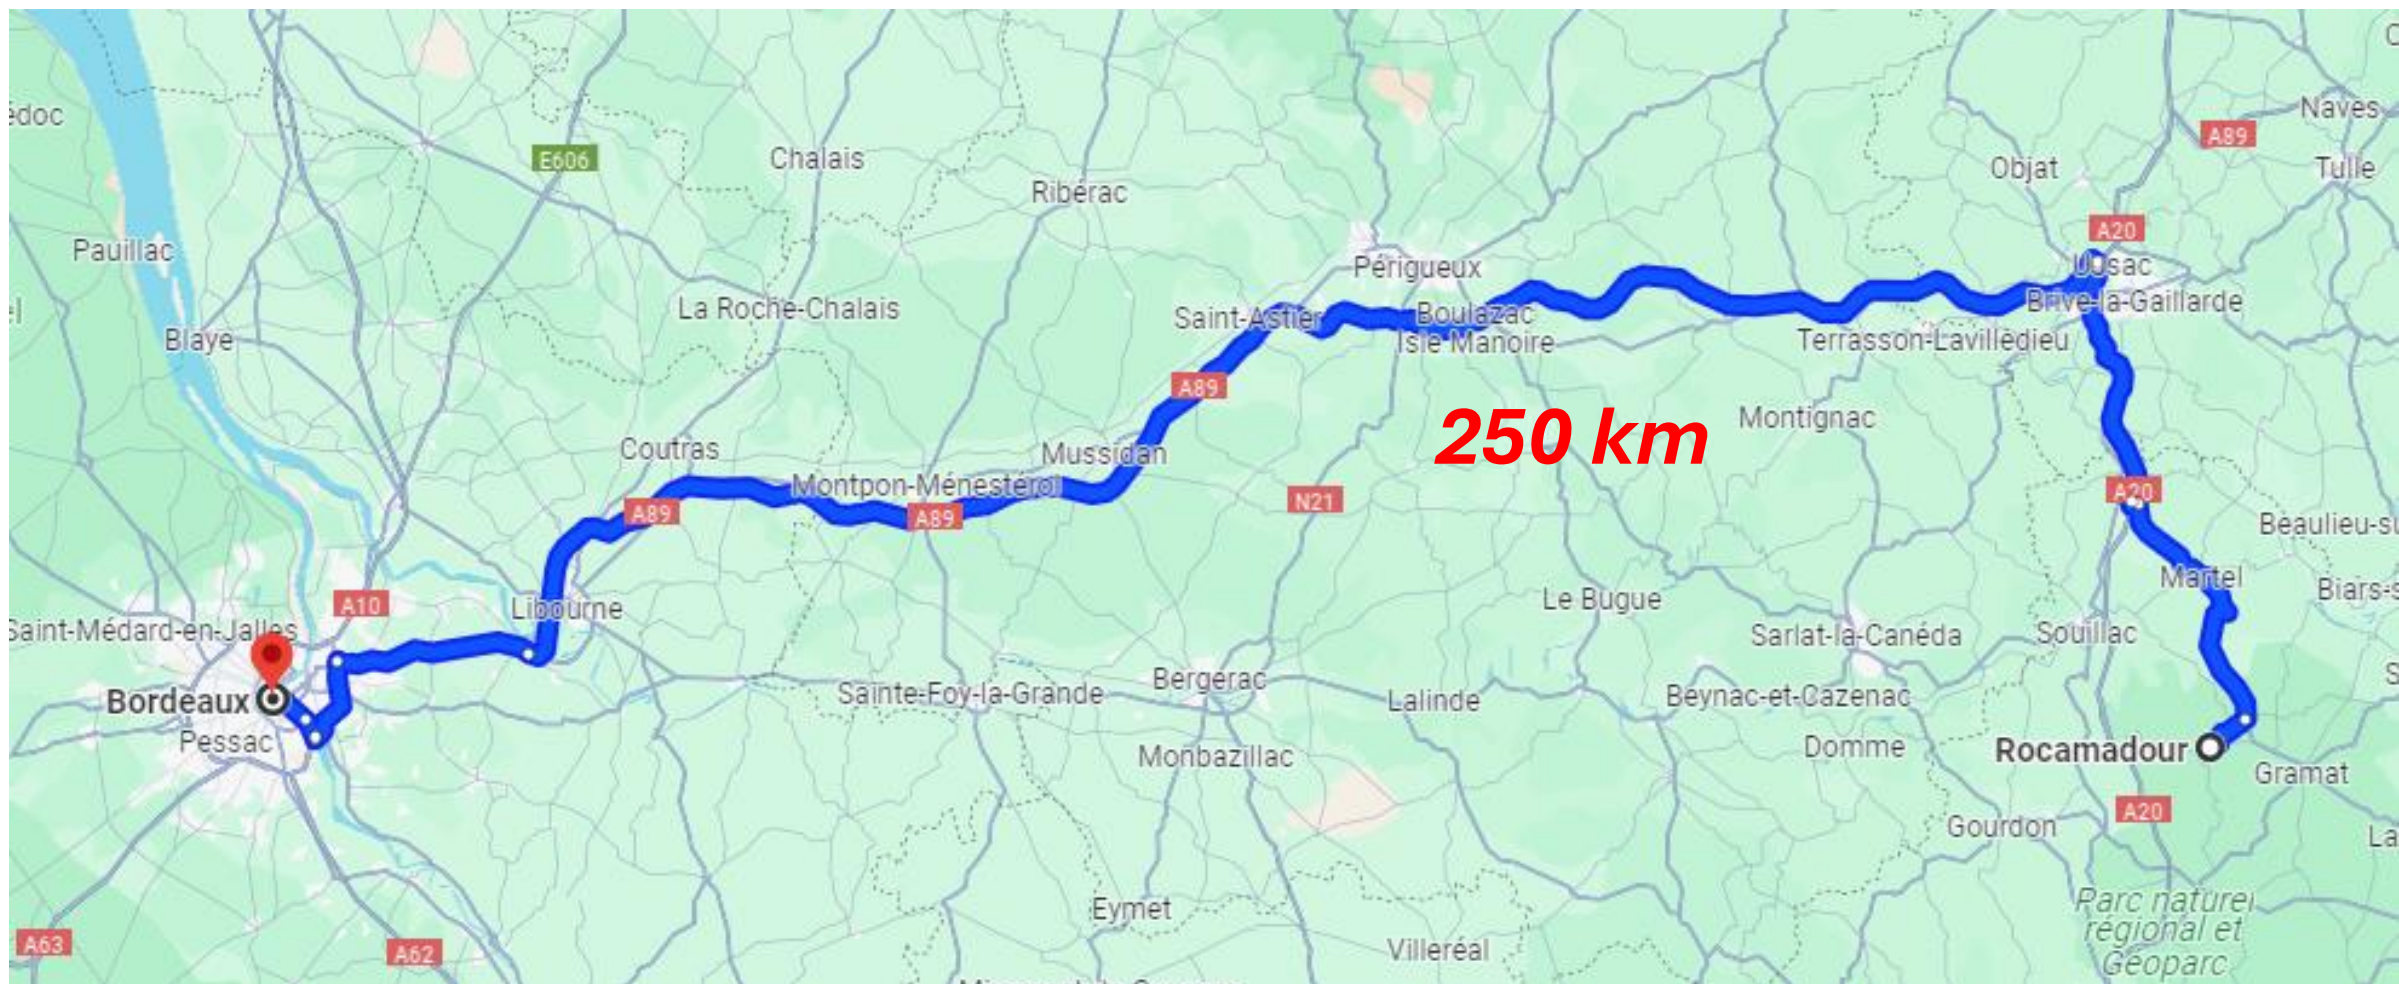 Naves
édoc
A89
E606
Chalais
Objat
Tulle
Ribérac
A20
Pauillac
Ussac
Périgueux
Brive-la-Gaillarde
La Roche-Chalais
Saint-Astier
Boulazac
Isle Manoire
Blaye
Terrasson-Lavilledieu
A89
250 km
Montignac
Coutras
Mussidan
Montpon-Ménestérol
A20
N21
A89
A89
Beaulieu-su
Martel
Biars-s
Le Bugue
A10
Libourne
Saint-Médard-en-Jalles
Sarlat-la-Canéda
Souillac
Bergerac
Sainte-Foy-la-Grande
Lalinde
Beynac-et-Cazenac
Bordeaux
Pessac
Domme
Rocamadour
Monbazillac
Gramat
A20
Gourdon
La
Parc naturel
régional et
Géoparc
Eymet
A63
A62
Villeréal